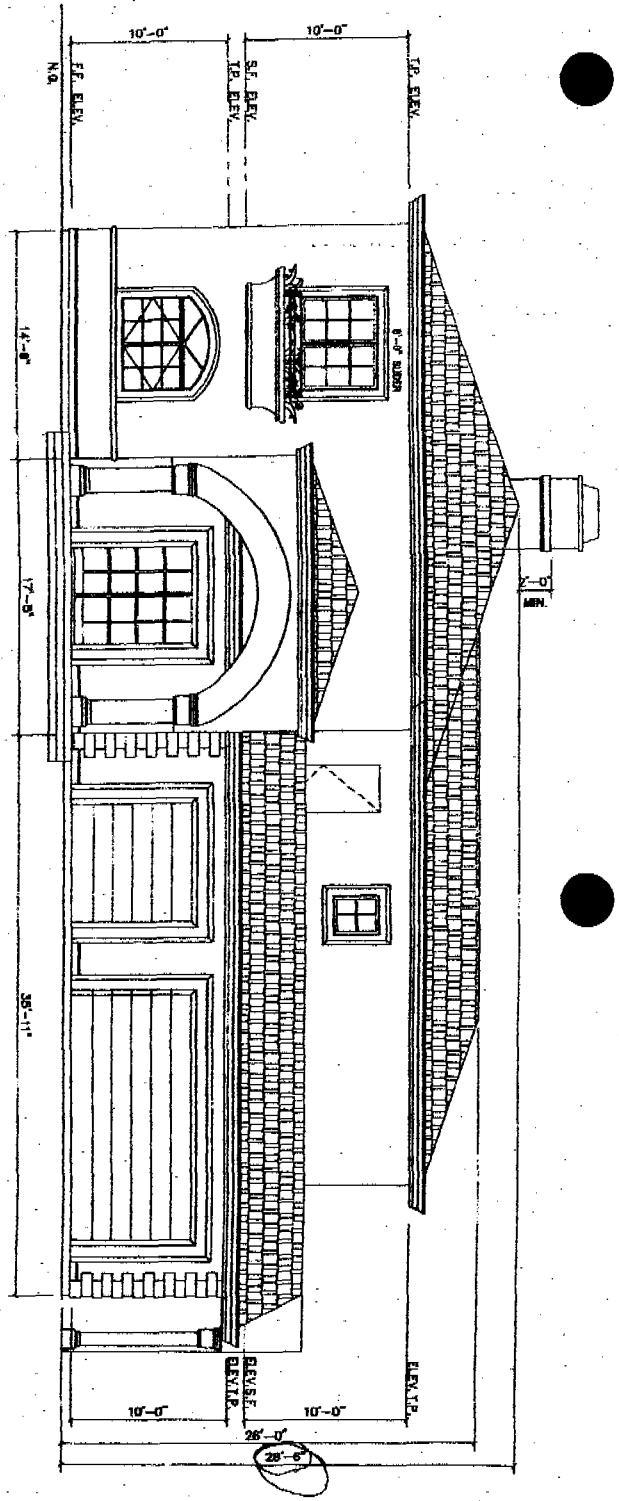 10'-0"
10'-0"
N.G.
F.F. ELEV.
T.P. ELEV.
S.F. ELEV.
T.P. ELEV.
6'-0" SLIDER
2'-0"
MIN.
14'-8"
17'-8"
35'-11"
ELEV.T.P.
ELEV.S.F.
ELEV.T.P.
10'-0"
10'-0"
26'-0"
28'-6"